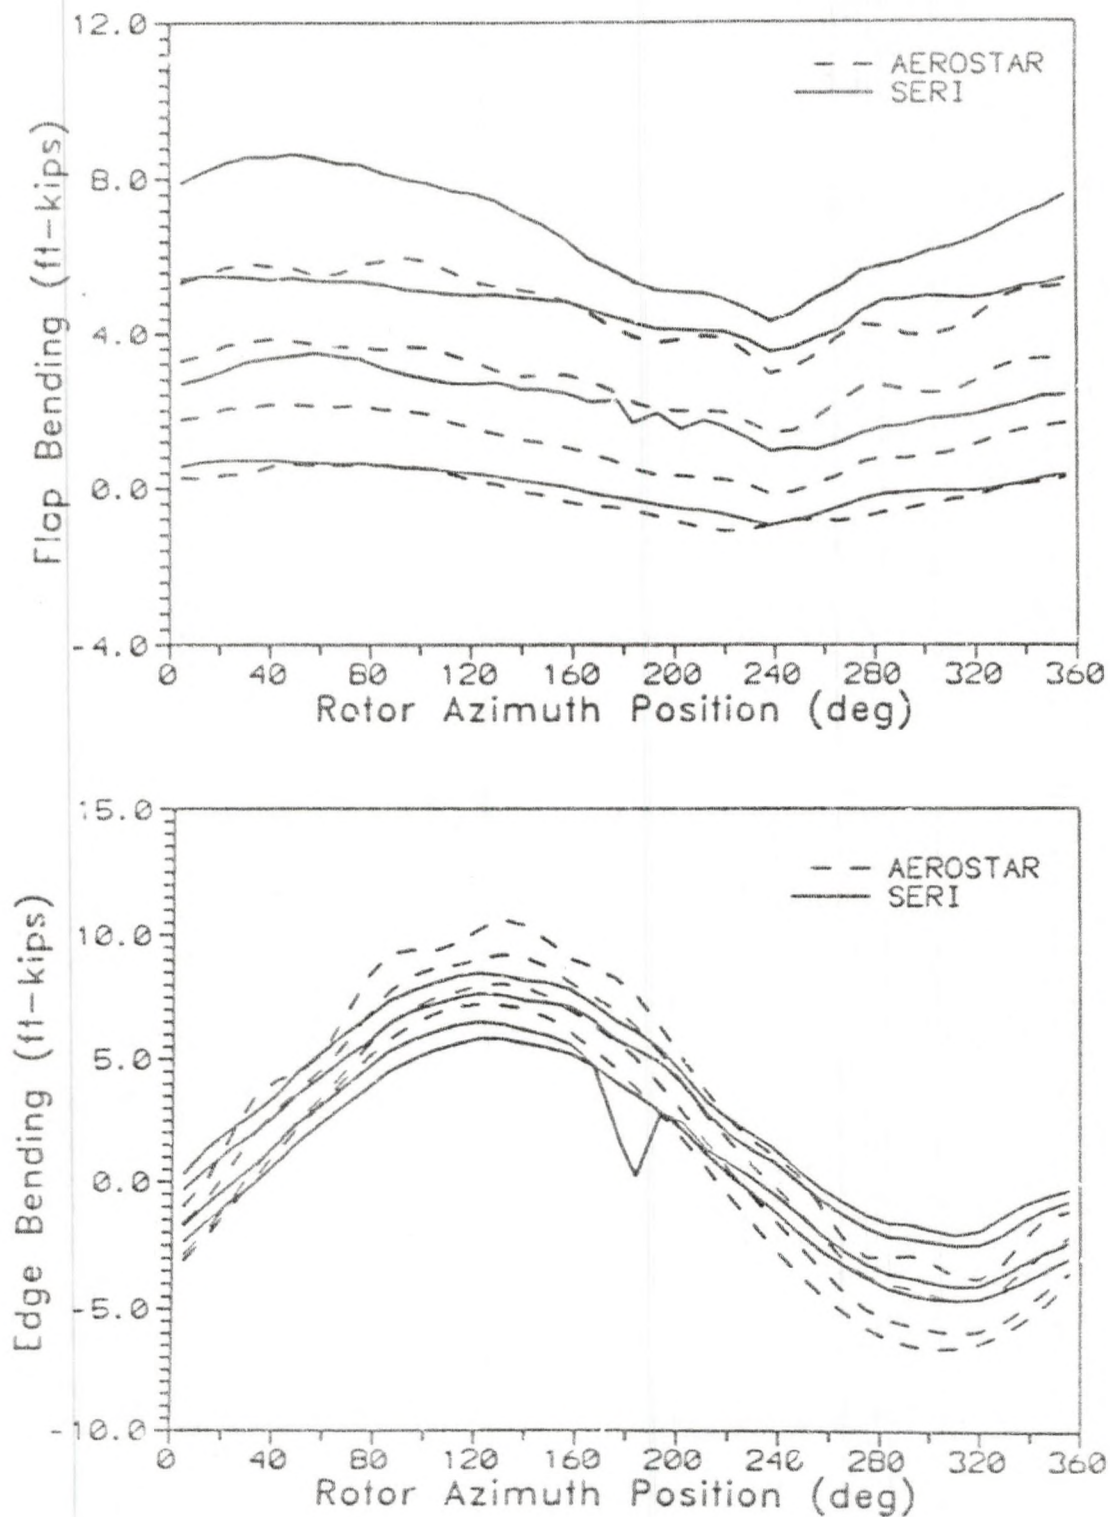 12.0
8.0
4.0
0.0
-4.0
Flap Bending (ft-kips)
AEROSTAR
SERI
0 40 80 120 160 200 240 280 320 360
Rotor Azimuth Position (deg)
15.0
10.0
5.0
0.0
-5.0
-10.0
Edge Bending (ft-kips)
AEROSTAR
SERI
0 40 80 120 160 200 240 280 320 360
Rotor Azimuth Position (deg)